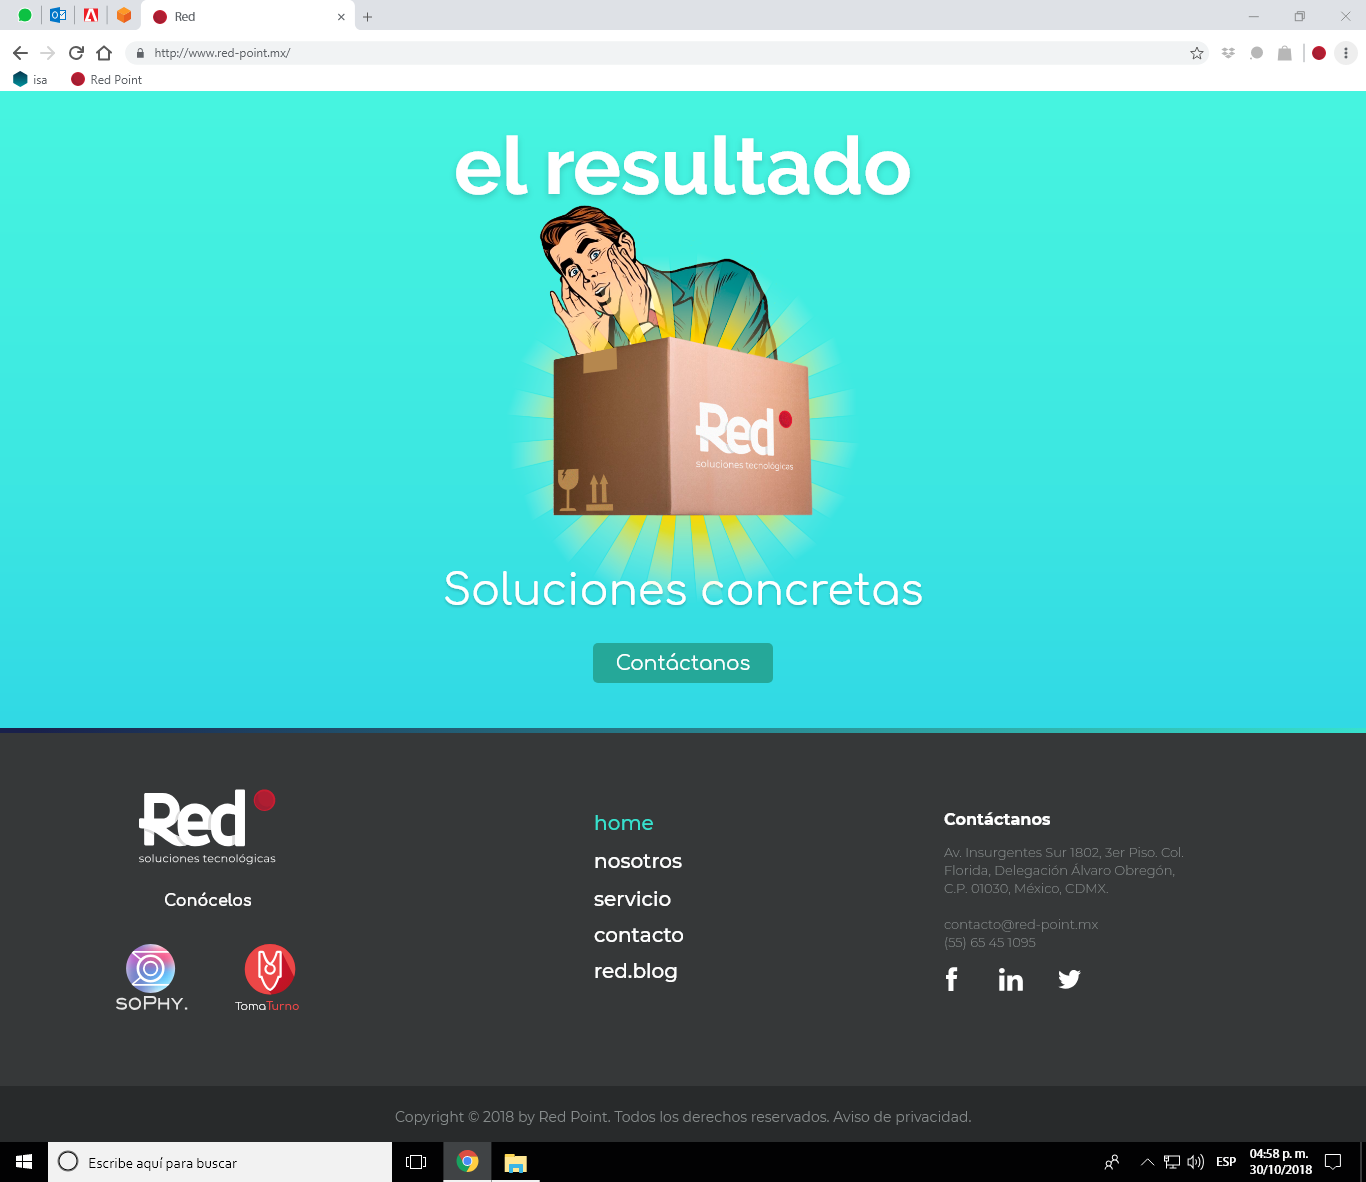 Red
http://www.red-point.mx/
isa
Red Point
el resultado
Red
soluciones tecnológicas
Soluciones concretas
Contáctanos
Red
soluciones tecnológicas
Conócelos
SOPHY.
TomaTurno
home
nosotros
servicio
contacto
red.blog
Contáctanos
Av. Insurgentes Sur 1802, 3er Piso. Col.
Florida, Delegación Álvaro Obregón,
C.P. 01030, México, CDMX.
contacto@red-point.mx
(55) 65 45 1095
Copyright © 2018 by Red Point. Todos los derechos reservados. Aviso de privacidad.
Escribe aquí para buscar
ESP
04:58 p. m.
30/10/2018